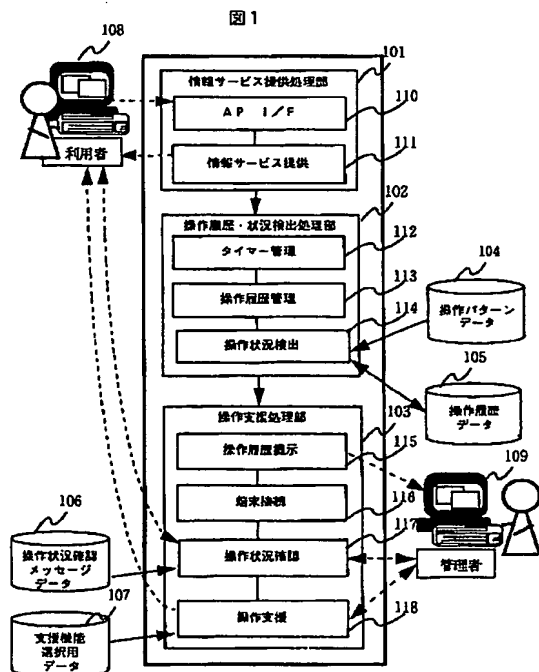 図1
108
101
情報サービス提供処理部
AP I/F
110
利用者
情報サービス提供
111
102
操作履歴・状況検出処理部
タイマー管理
112
操作履歴管理
113
操作状況検出
114
104
操作パターン
データ
105
操作履歴
データ
操作支援処理部
103
操作履歴提示
115
端末接続
116
109
管理者
106
操作状況確認
メッセージ
データ
操作状況確認
117
107
支援機能
選択用
データ
操作支援
118